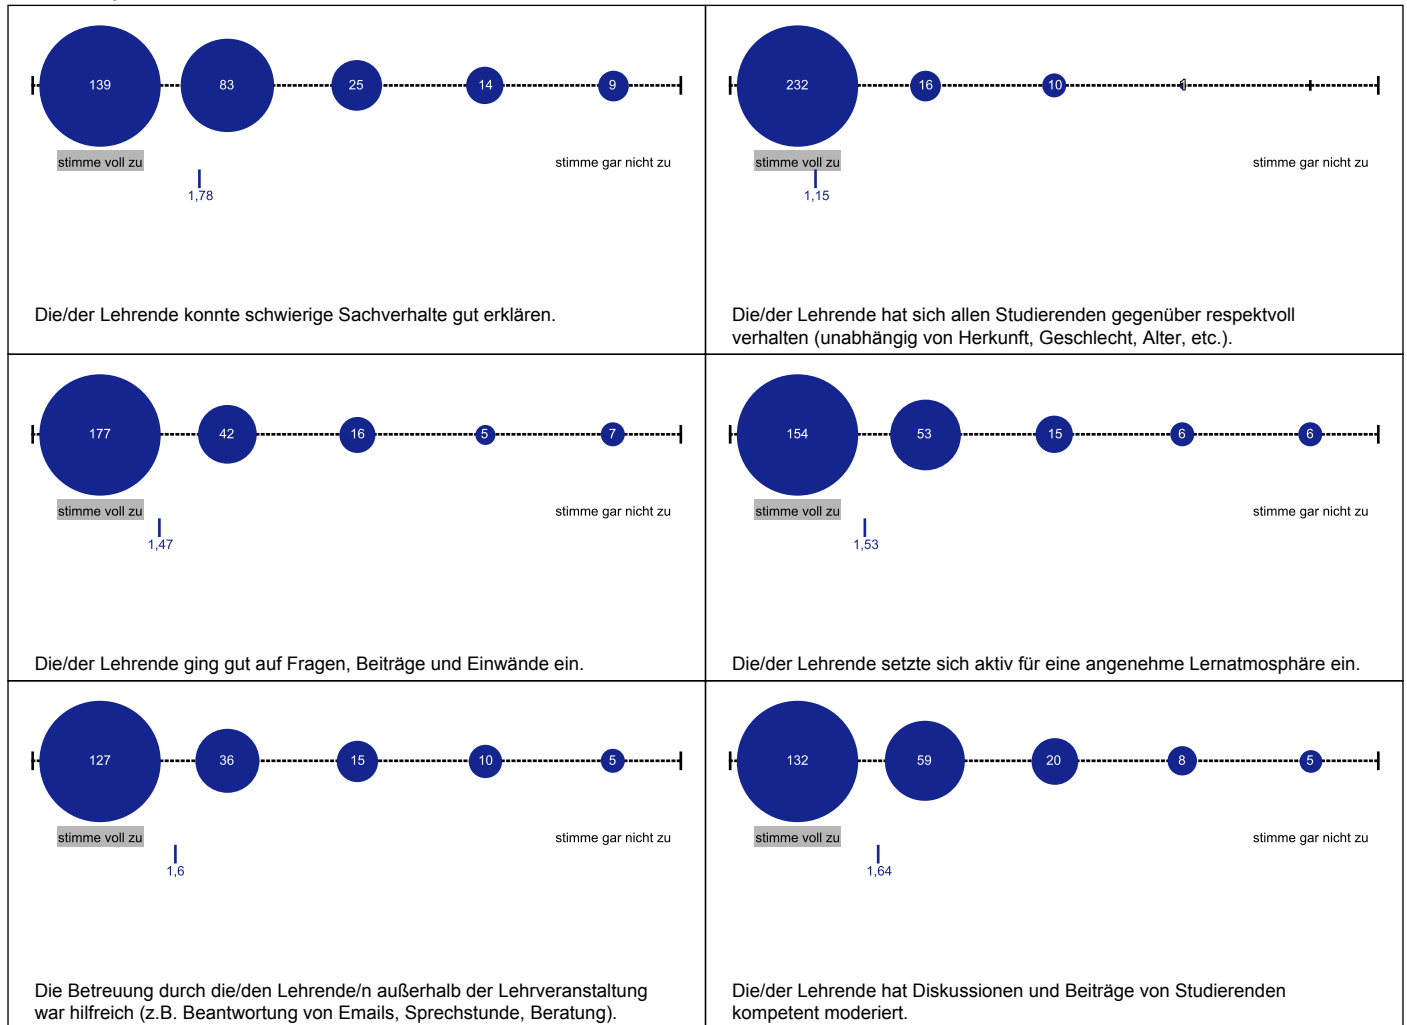 139 83 25 14 9
stimme voll zu stimme gar nicht zu
1,78
Die/der Lehrende konnte schwierige Sachverhalte gut erklären.
232 16 10
stimme voll zu stimme gar nicht zu
1,15
Die/der Lehrende hat sich allen Studierenden gegenüber respektvoll
verhalten (unabhängig von Herkunft, Geschlecht, Alter, etc.).
177 42 16 5 7
stimme voll zu stimme gar nicht zu
1,47
Die/der Lehrende ging gut auf Fragen, Beiträge und Einwände ein.
154 53 15 6 6
stimme voll zu stimme gar nicht zu
1,53
Die/der Lehrende setzte sich aktiv für eine angenehme Lernatmosphäre ein.
127 36 15 10 5
stimme voll zu stimme gar nicht zu
1,6
Die Betreuung durch die/den Lehrende/n außerhalb der Lehrveranstaltung
war hilfreich (z.B. Beantwortung von Emails, Sprechstunde, Beratung).
132 59 20 8 5
stimme voll zu stimme gar nicht zu
1,64
Die/der Lehrende hat Diskussionen und Beiträge von Studierenden
kompetent moderiert.